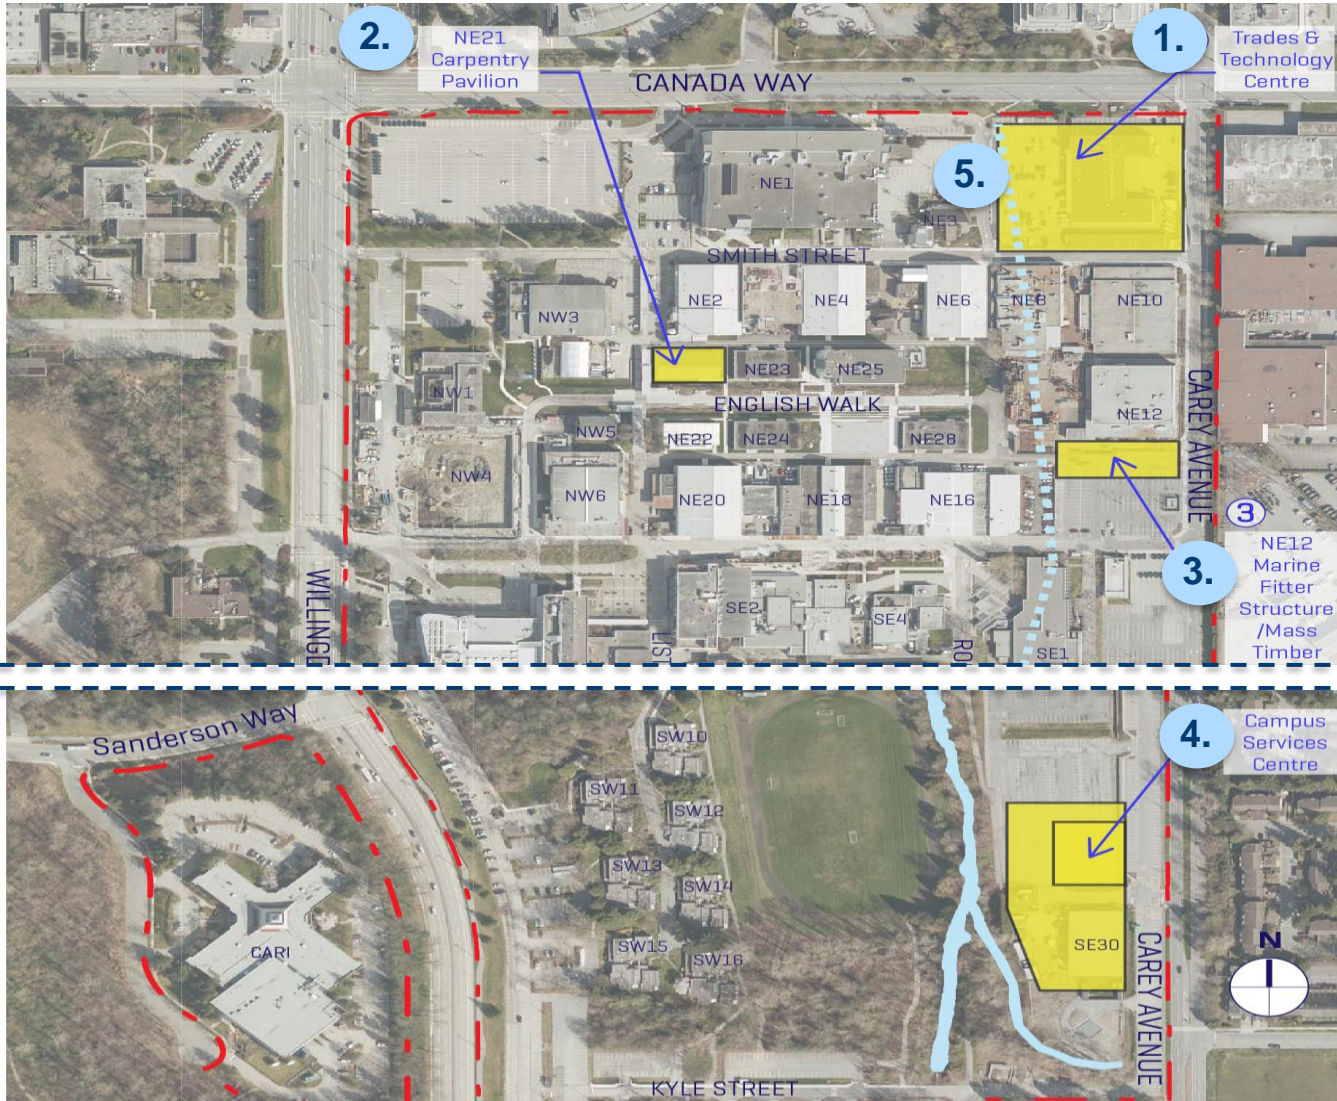 2.
NE21
Carpentry
Pavilion
1.
Trades &
Technology
Centre
CANADA WAY
5.
NE1
NE3
SMITH STREET
NE2
NE4
NE6
NE8
NE10
NW3
NE23
NE25
NW1
ENGLISH WALK
NE12
CAREY AVENUE
NW5
NE22
NE24
NE28
NW4
NW6
NE20
NE18
NE16
3
3.
NE12
Marine
Fitter
Structure
/Mass
Timber
WILLINGD
SE2
SE4
SE1
Sanderson Way
SW10
4.
Campus
Services
Centre
SW11
SW12
SW13
SW14
SW15
SW16
CARI
SE30
CAREY AVENUE
N
KYLE STREET